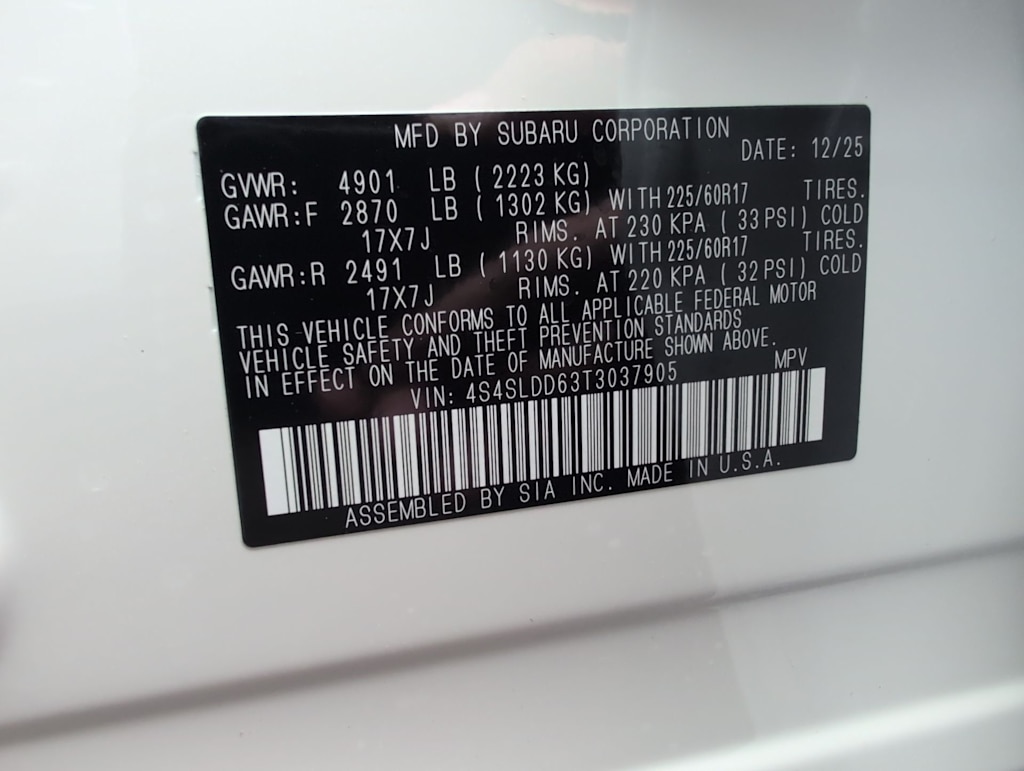 MFD BY SUBARU CORPORATION
DATE: 12/25
GVWR: 4901 LB ( 2223 KG)
GAWR:F 2870 LB ( 1302 KG) WITH 225/60R17 TIRES.
17X7J RIMS. AT 230 KPA ( 33 PSI) COLD
GAWR:R 2491 LB ( 1130 KG) WITH 225/60R17 TIRES.
17X7J RIMS. AT 220 KPA ( 32 PSI) COLD
THIS VEHICLE CONFORMS TO ALL APPLICABLE FEDERAL MOTOR
VEHICLE SAFETY AND THEFT PREVENTION STANDARDS
IN EFFECT ON THE DATE OF MANUFACTURE SHOWN ABOVE.
VIN: 4S4SLDD63T3037905 MPV
ASSEMBLED BY SIA INC. MADE IN U.S.A.